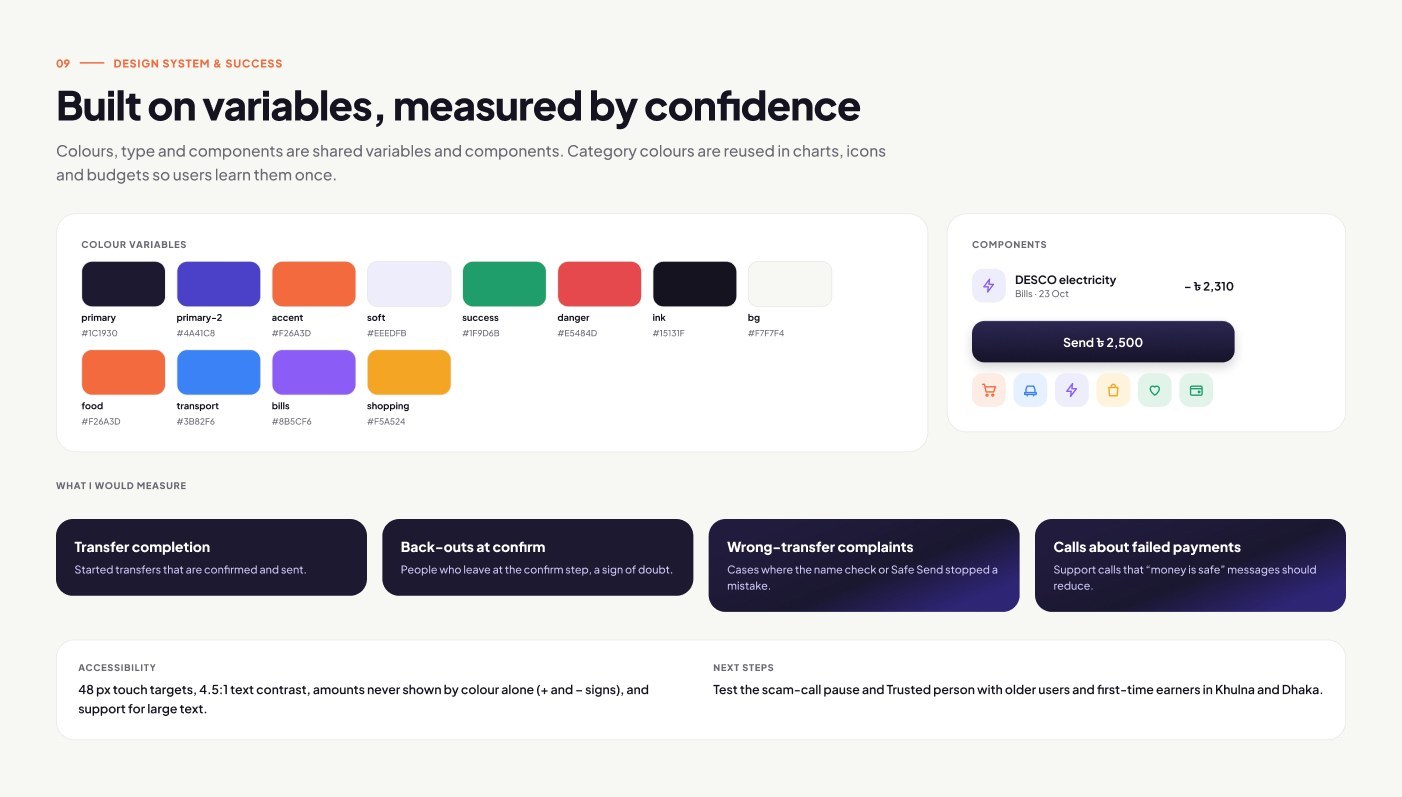 09 — DESIGN SYSTEM & SUCCESS
Built on variables, measured by confidence
Colours, type and components are shared variables and components. Category colours are reused in charts, icons
and budgets so users learn them once.
COLOUR VARIABLES
primary
#1C1930
primary-2
#4A41C8
accent
#F26A3D
soft
#EEEDFB
success
#1F9D6B
danger
#E5484D
ink
#15131F
bg
#F7F7F4
food
#F26A3D
transport
#3B82F6
bills
#8B5CF6
shopping
#F5A524
COMPONENTS
DESCO electricity
Bills · 23 Oct
– ৳ 2,310
Send ৳ 2,500
WHAT I WOULD MEASURE
Transfer completion
Started transfers that are confirmed and sent.
Back-outs at confirm
People who leave at the confirm step, a sign of doubt.
Wrong-transfer complaints
Cases where the name check or Safe Send stopped a
mistake.
Calls about failed payments
Support calls that “money is safe” messages should
reduce.
ACCESSIBILITY
48 px touch targets, 4.5:1 text contrast, amounts never shown by colour alone (+ and – signs), and
support for large text.
NEXT STEPS
Test the scam-call pause and Trusted person with older users and first-time earners in Khulna and Dhaka.